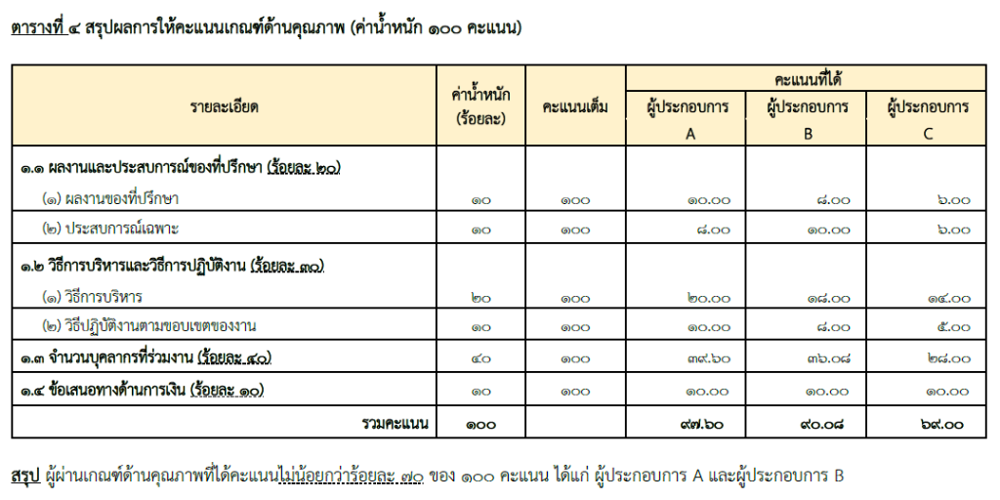 ตารางที่ ๔ สรุปผลการให้คะแนนเกณฑ์ด้านคุณภาพ (ค่าน้ำหนัก ๑๐๐ คะแนน)
รายละเอียด ค่าน้ำหนัก (ร้อยละ) คะแนนเต็ม คะแนนที่ได้
ผู้ประกอบการ A ผู้ประกอบการ B ผู้ประกอบการ C
๑.๑ ผลงานและประสบการณ์ของที่ปรึกษา (ร้อยละ ๒๐)
(๑) ผลงานของที่ปรึกษา ๑๐ ๑๐๐ ๑๐.๐๐ ๘.๐๐ ๖.๐๐
(๒) ประสบการณ์เฉพาะ ๑๐ ๑๐๐ ๘.๐๐ ๑๐.๐๐ ๖.๐๐
๑.๒ วิธีการบริหารและวิธีการปฏิบัติงาน (ร้อยละ ๓๐)
(๑) วิธีการบริหาร ๒๐ ๑๐๐ ๒๐.๐๐ ๑๘.๐๐ ๑๔.๐๐
(๒) วิธีปฏิบัติงานตามขอบเขตของงาน ๑๐ ๑๐๐ ๑๐.๐๐ ๘.๐๐ ๕.๐๐
๑.๓ จำนวนบุคลากรที่ร่วมงาน (ร้อยละ ๔๐) ๔๐ ๑๐๐ ๓๙.๖๐ ๓๖.๐๘ ๒๘.๐๐
๑.๔ ข้อเสนอทางด้านการเงิน (ร้อยละ ๑๐) ๑๐ ๑๐๐ ๑๐.๐๐ ๑๐.๐๐ ๑๐.๐๐
รวมคะแนน ๑๐๐ ๙๗.๖๐ ๙๐.๐๘ ๖๙.๐๐
สรุป ผู้ผ่านเกณฑ์ด้านคุณภาพที่ได้คะแนนไม่น้อยกว่าร้อยละ ๗๐ ของ ๑๐๐ คะแนน ได้แก่ ผู้ประกอบการ A และผู้ประกอบการ B